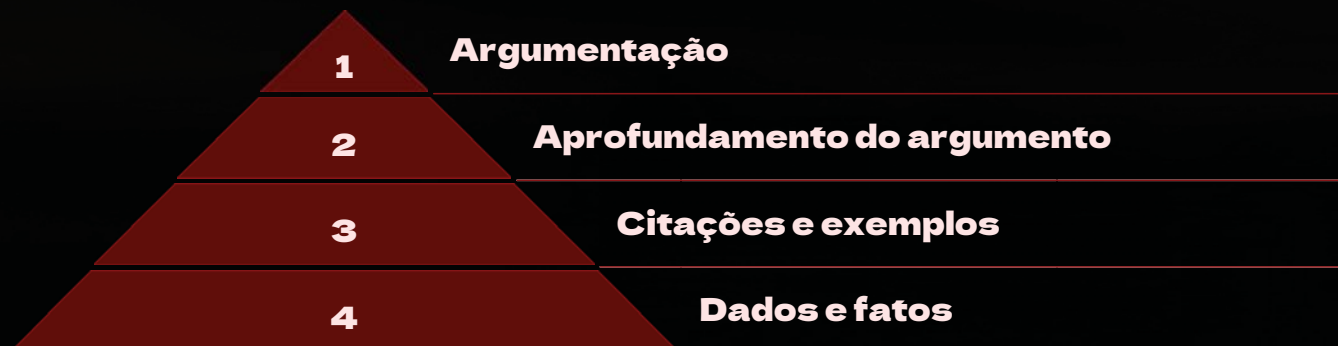 1 Argumentação
2 Aprofundamento do argumento
3 Citações e exemplos
4 Dados e fatos